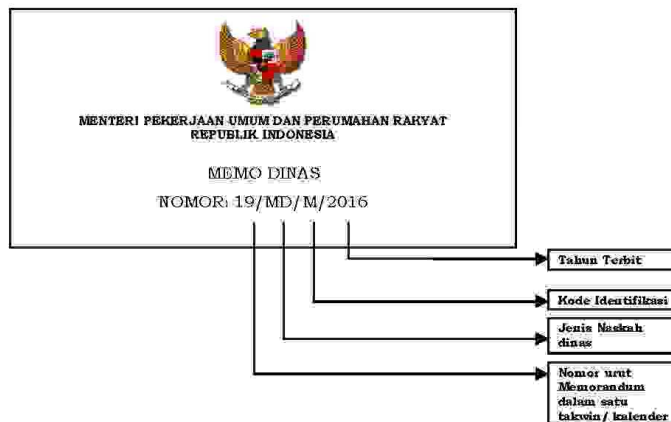 MENTERI PEKERJAAN UMUM DAN PERUMAHAN RAKYAT
REPUBLIK INDONESIA
MEMO DINAS
NOMOR: 19/MD/M/2016
Tahun Terbit
Kode Identifikasi
Jenis Naskah
dinas
Nomor urut
Memorandum
dalam satu
takwin/ kalender